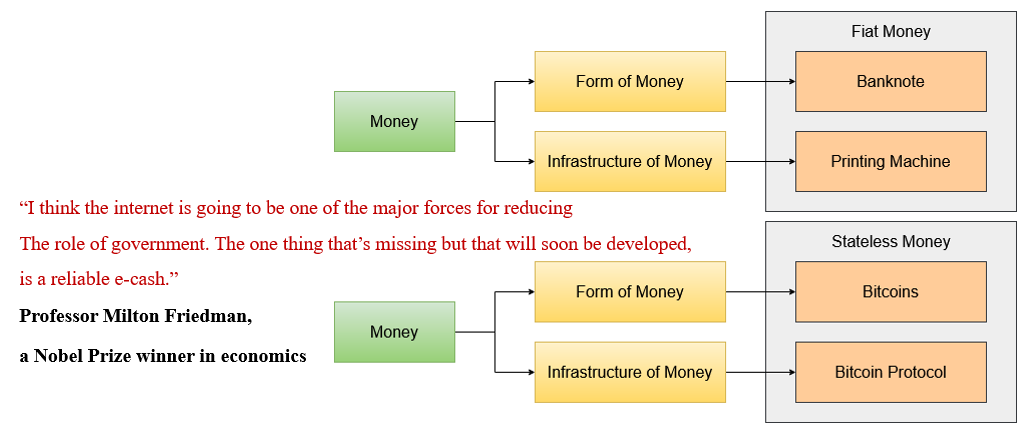 Fiat Money
Form of Money
Banknote
Money
Infrastructure of Money
Printing Machine
“I think the internet is going to be one of the major forces for reducing
The role of government. The one thing that’s missing but that will soon be developed,
is a reliable e-cash.”
Professor Milton Friedman,
a Nobel Prize winner in economics
Stateless Money
Form of Money
Bitcoins
Money
Infrastructure of Money
Bitcoin Protocol